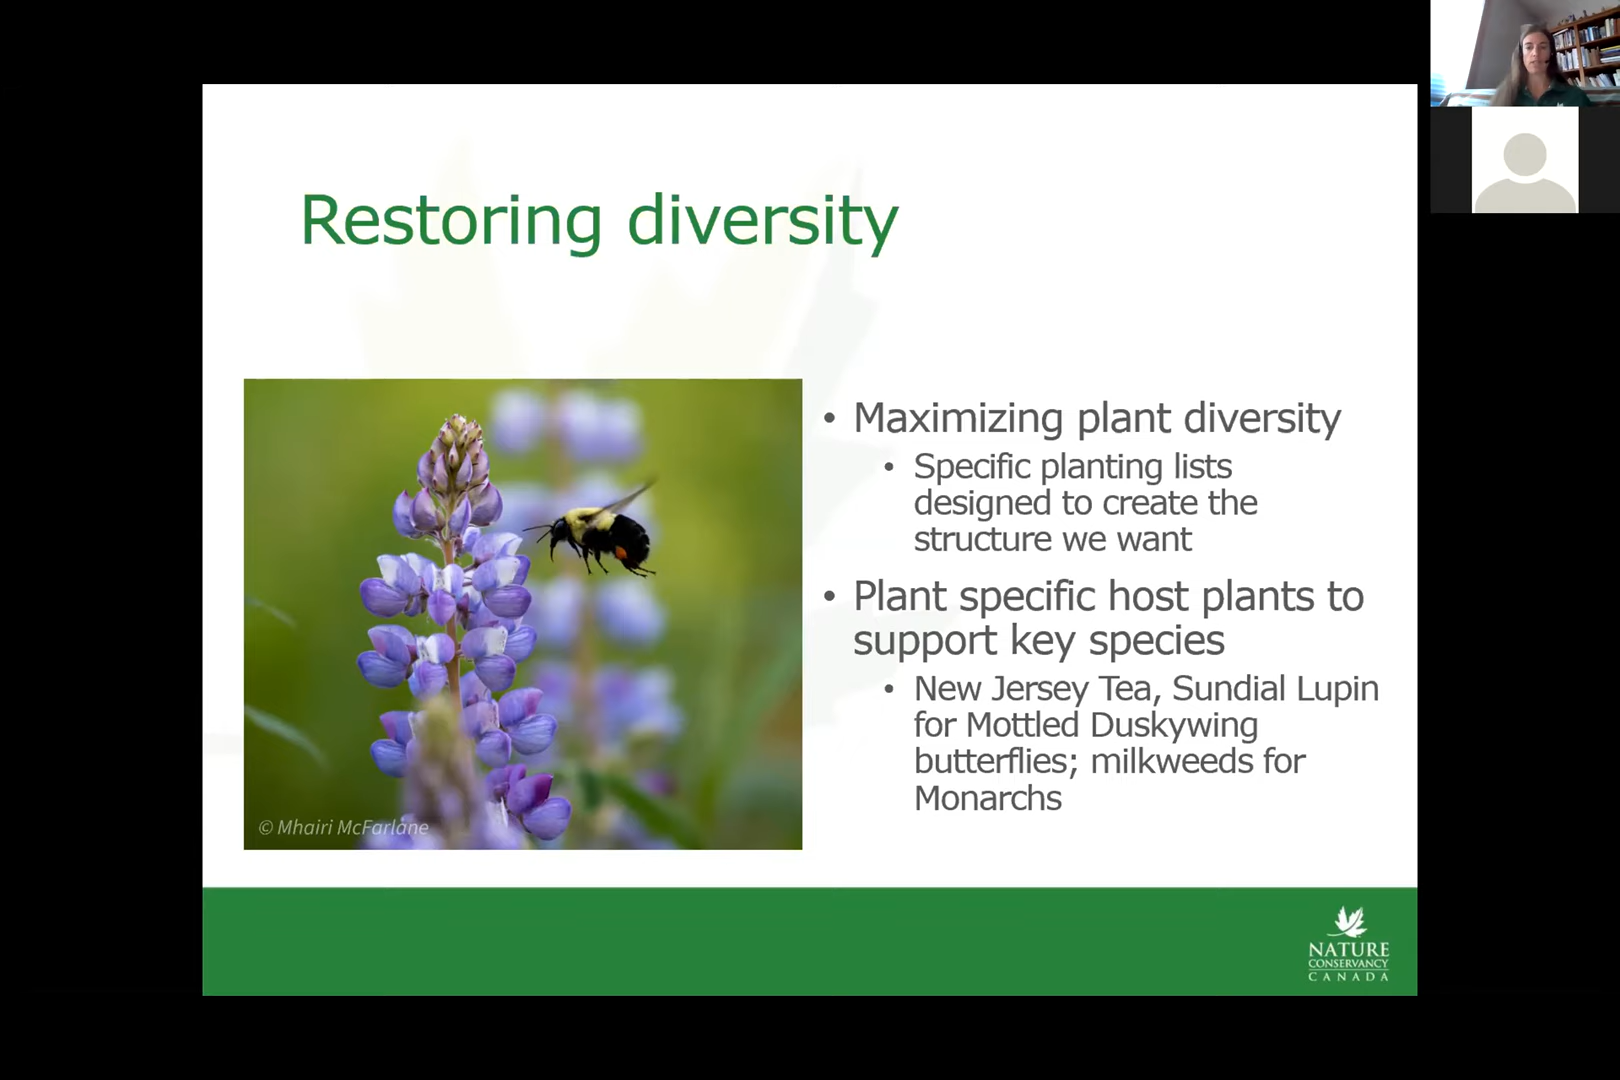 Restoring diversity
• Maximizing plant diversity
• Specific planting lists
designed to create the
structure we want
• Plant specific host plants to
support key species
• New Jersey Tea, Sundial Lupin
for Mottled Duskywing
butterflies; milkweeds for
Monarchs
© Mhairi McFarlane
NATURE
CONSERVANCY
CANADA